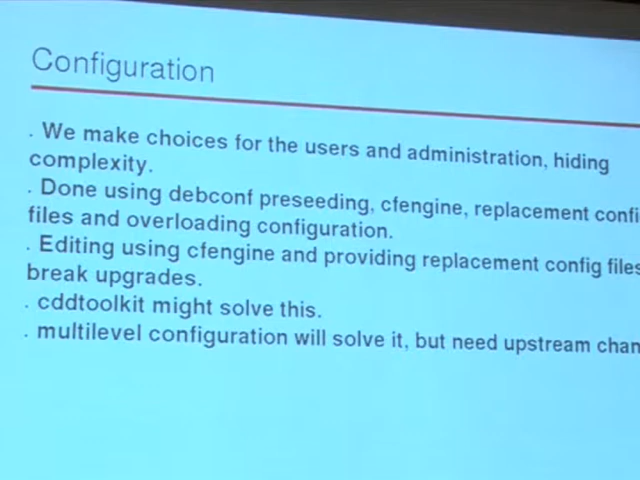 Configuration
. We make choices for the users and administration, hiding
complexity.
. Done using debconf preseeding, cfengine, replacement
files and overloading configuration.
. Editing using cfengine and providing replacement config files
break upgrades.
. cddtoolkit might solve this.
. multilevel configuration will solve it, but need upstream